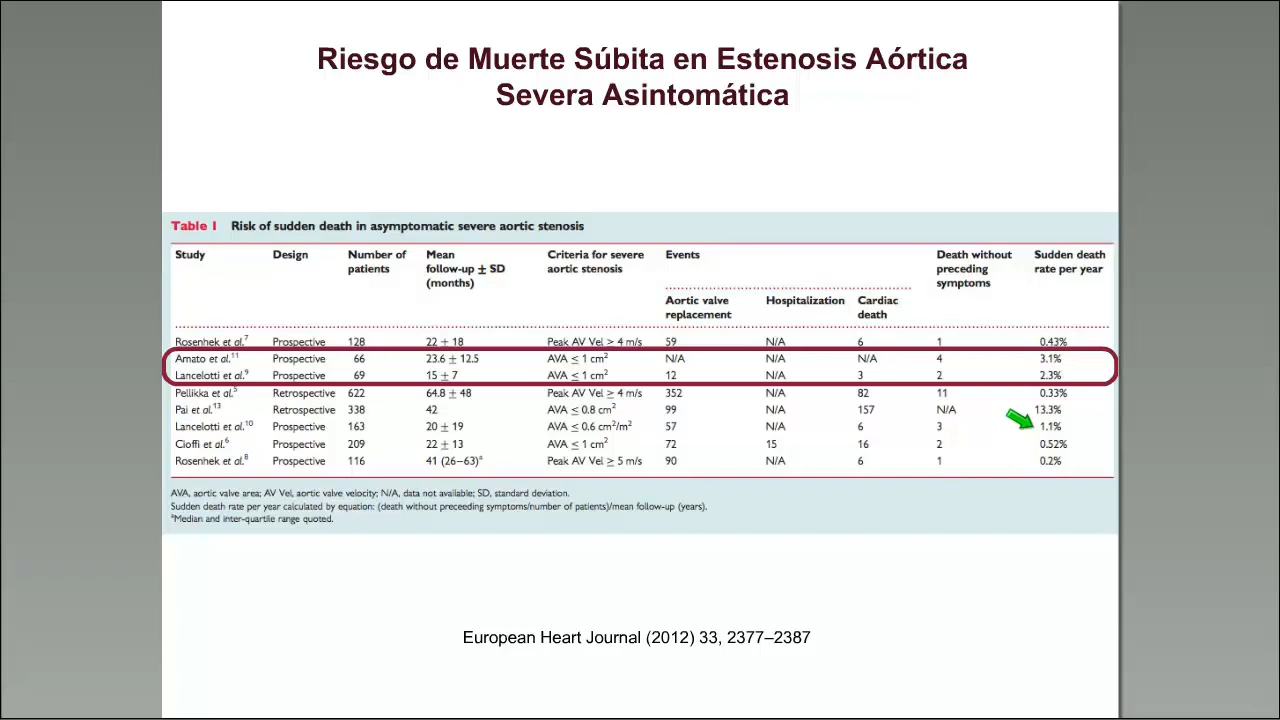 Riesgo de Muerte Súbita en Estenosis Aórtica
Severa Asintomática
Table 1 Risk of sudden death in asymptomatic severe aortic stenosis
Study Design Number of patients Mean follow-up ± SD (months) Criteria for severe aortic stenosis Events Death without preceding symptoms Sudden death rate per year
Aortic valve replacement Hospitalization Cardiac death
Rosenhek et al.7 Prospective 128 22 ± 18 Peak AV Vel > 4 m/s 59 N/A 6 1 0.43%
Amato et al.11 Prospective 66 23.6 ± 12.5 AVA ≤ 1 cm2 N/A N/A N/A 4 3.1%
Lancelotti et al.9 Prospective 69 15 ± 7 AVA ≤ 1 cm2 12 N/A 3 2 2.3%
Pellikka et al.5 Retrospective 622 64.8 ± 48 Peak AV Vel ≥ 4 m/s 352 N/A 82 11 0.33%
Pai et al.13 Retrospective 338 42 AVA ≤ 0.8 cm2 99 N/A 157 N/A 13.3%
Lancelotti et al.10 Prospective 163 20 ± 19 AVA ≤ 0.6 cm2/m2 57 N/A 6 3 1.1%
Cioffi et al.6 Prospective 209 22 ± 13 AVA ≤ 1 cm2 72 15 16 2 0.52%
Rosenhek et al.8 Prospective 116 41 (26–63)a Peak AV Vel ≥ 5 m/s 90 N/A 6 1 0.2%
AVA, aortic valve area; AV Vel, aortic valve velocity; N/A, data not available; SD, standard deviation.
Sudden death rate per year calculated by equation: (death without preceeding symptoms/number of patients)/mean follow-up (years).
aMedian and inter-quartile range quoted.
European Heart Journal (2012) 33, 2377–2387